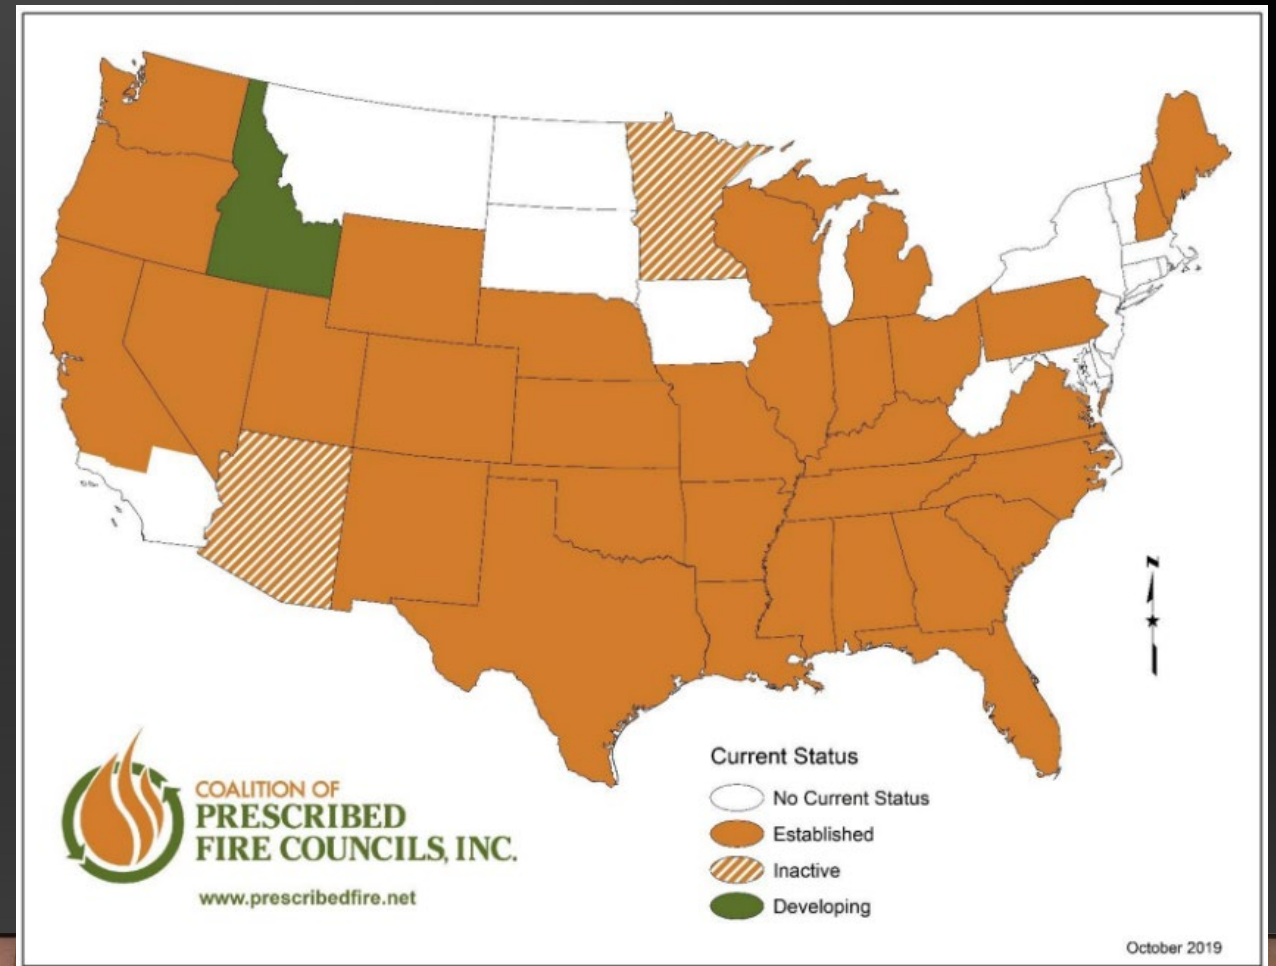 N
COALITION OF
PRESCRIBED
FIRE COUNCILS, INC.
www.prescribedfire.net
Current Status
No Current Status
Established
Inactive
Developing
October 2019